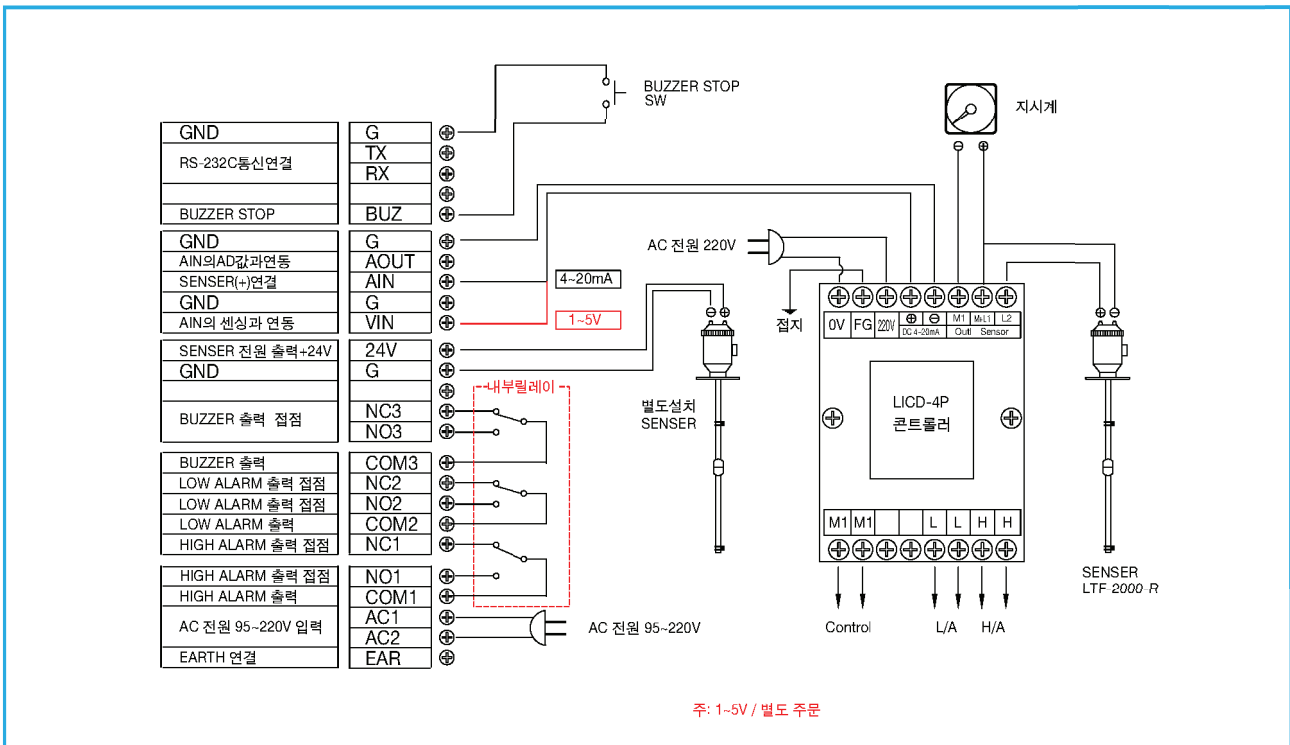 BUZZER STOP
SW
지시계
GND G
RS-232C통신연결 TX
RX
BUZZER STOP BUZ
GND G
AIN의AD값과연동 AOUT
SENSER(+)연결 AIN
GND G
AIN의 센싱과 연동 VIN
4~20mA
1~5V
SENSER 전원 출력+24V 24V
GND G
BUZZER 출력 접점 NC3
NO3
BUZZER 출력 COM3
LOW ALARM 출력 접점 NC2
LOW ALARM 출력 접점 NO2
LOW ALARM 출력 COM2
HIGH ALARM 출력 접점 NC1
HIGH ALARM 출력 접점 NO1
HIGH ALARM 출력 COM1
AC 전원 95~220V 입력 AC1
AC2
EARTH 연결 EAR
내부릴레이
AC 전원 95~220V
AC 전원 220V
접지
별도설치
SENSER
0V FG 220V ⊕ ⊖ M1 M+L1 L2
DC 4~20mA Outl Sensor
LICD-4P
콘트롤러
M1 M1 L L H H
Control L/A H/A
SENSER
LTF-2000-R
주: 1~5V / 별도 주문